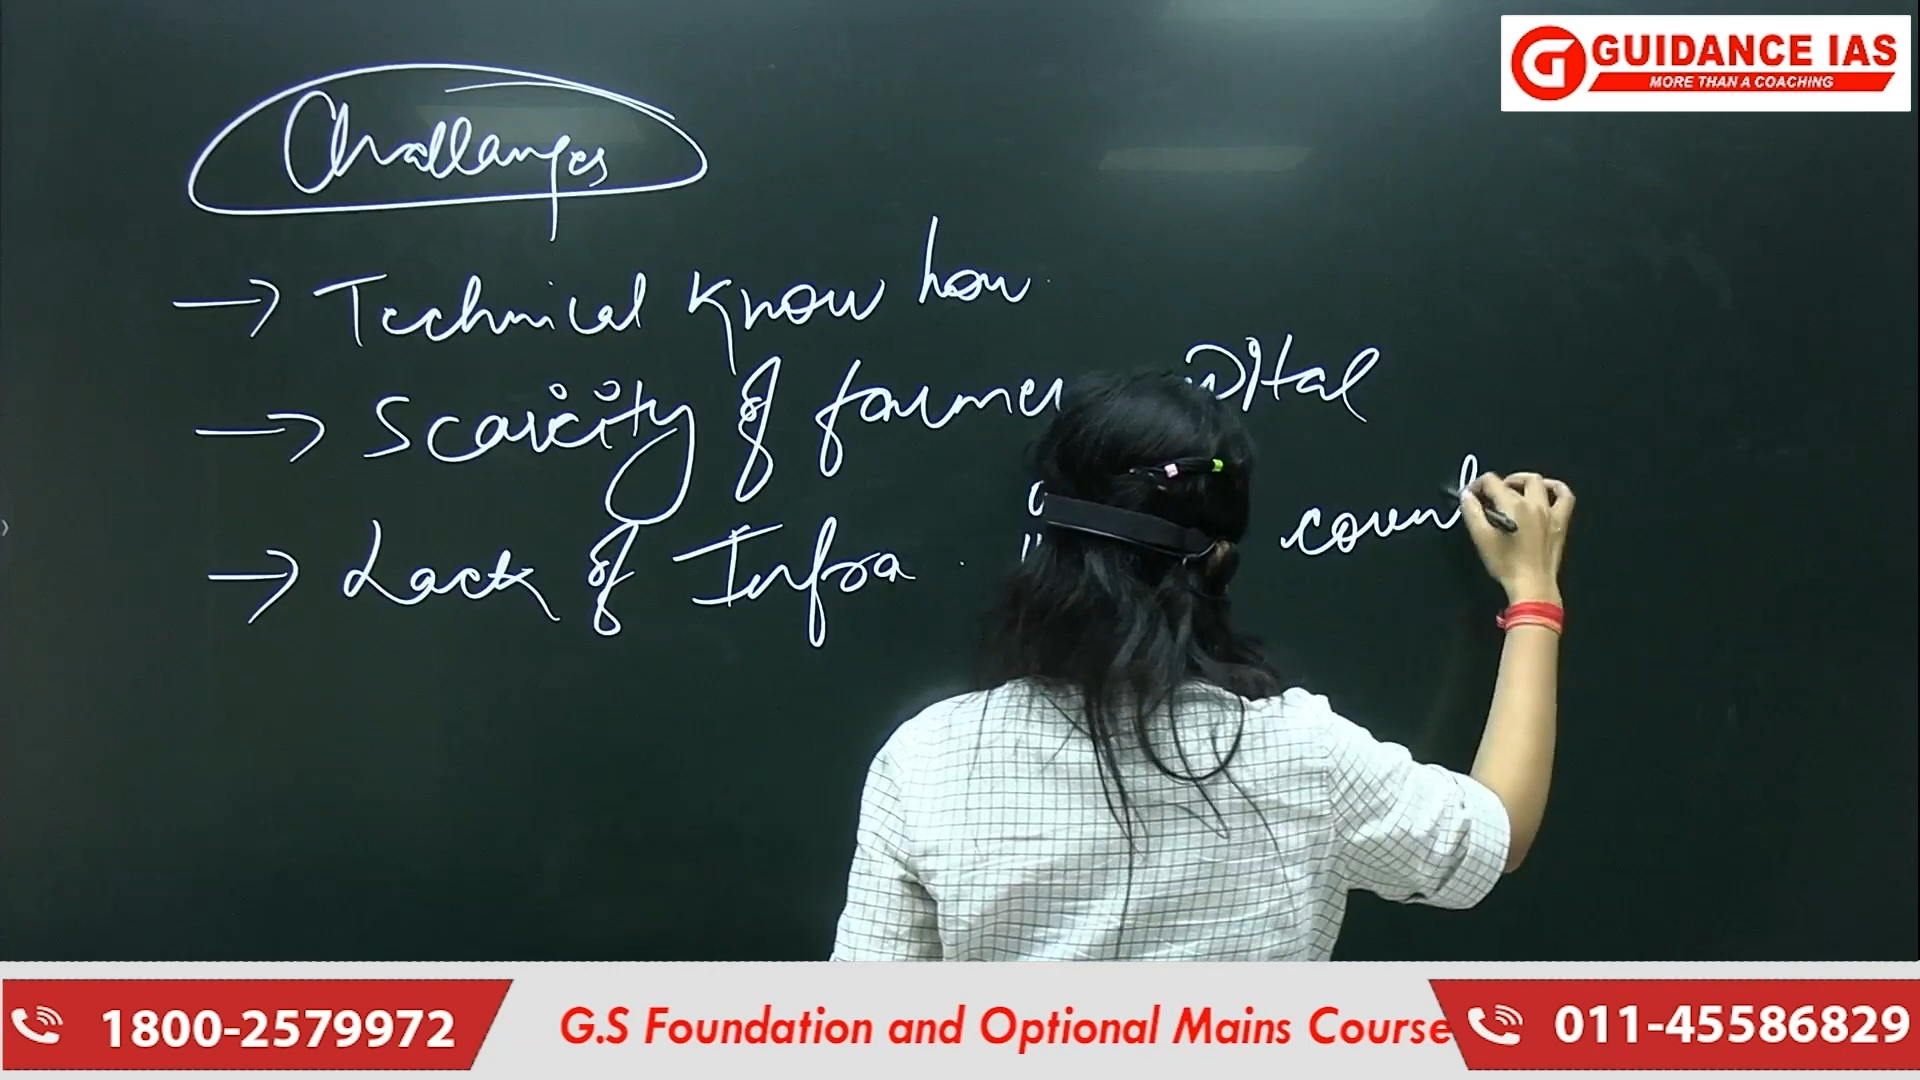 GUIDANCE IAS
MORE THAN A COACHING
Challanges
→ Technical Know how
→ Scarcity of farmer
→ Lack of Infra.
1800-2579972
G.S Foundation and Optional Mains Course
011-45586829